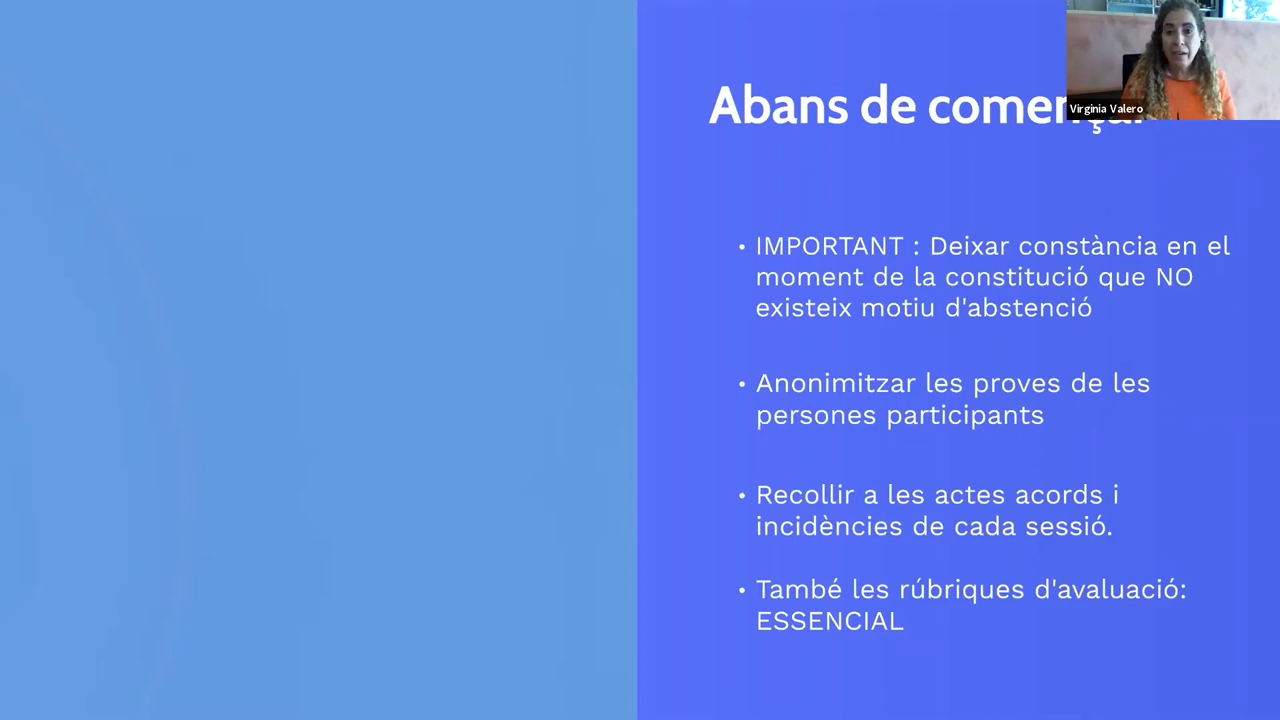 Abans de començar
Virginia Valero
• IMPORTANT : Deixar constància en el
moment de la constitució que NO
existeix motiu d'abstenció
• Anonimitzar les proves de les
persones participants
• Recollir a les actes acords i
incidències de cada sessió.
• També les rúbriques d'avaluació:
ESSENCIAL